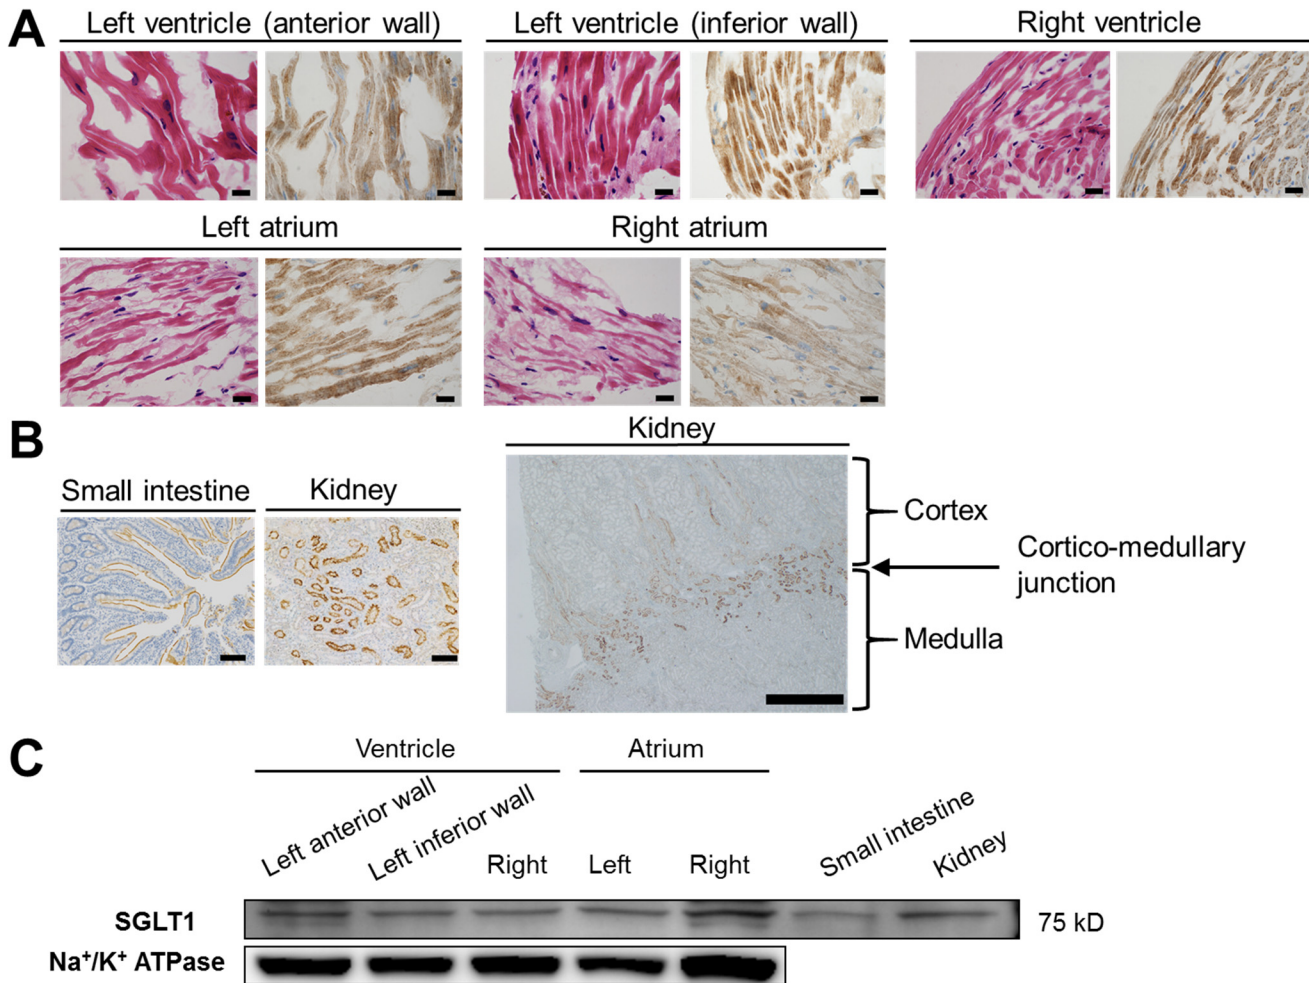 A
Left ventricle (anterior wall)
Left ventricle (inferior wall)
Right ventricle
Left atrium
Right atrium
B
Small intestine
Kidney
Kidney
Cortex
Cortico-medullary
junction
Medulla
C
Ventricle
Atrium
Left anterior wall
Left inferior wall
Right
Left
Right
Small intestine
Kidney
SGLT1
75 kD
Na⁺/K⁺ ATPase